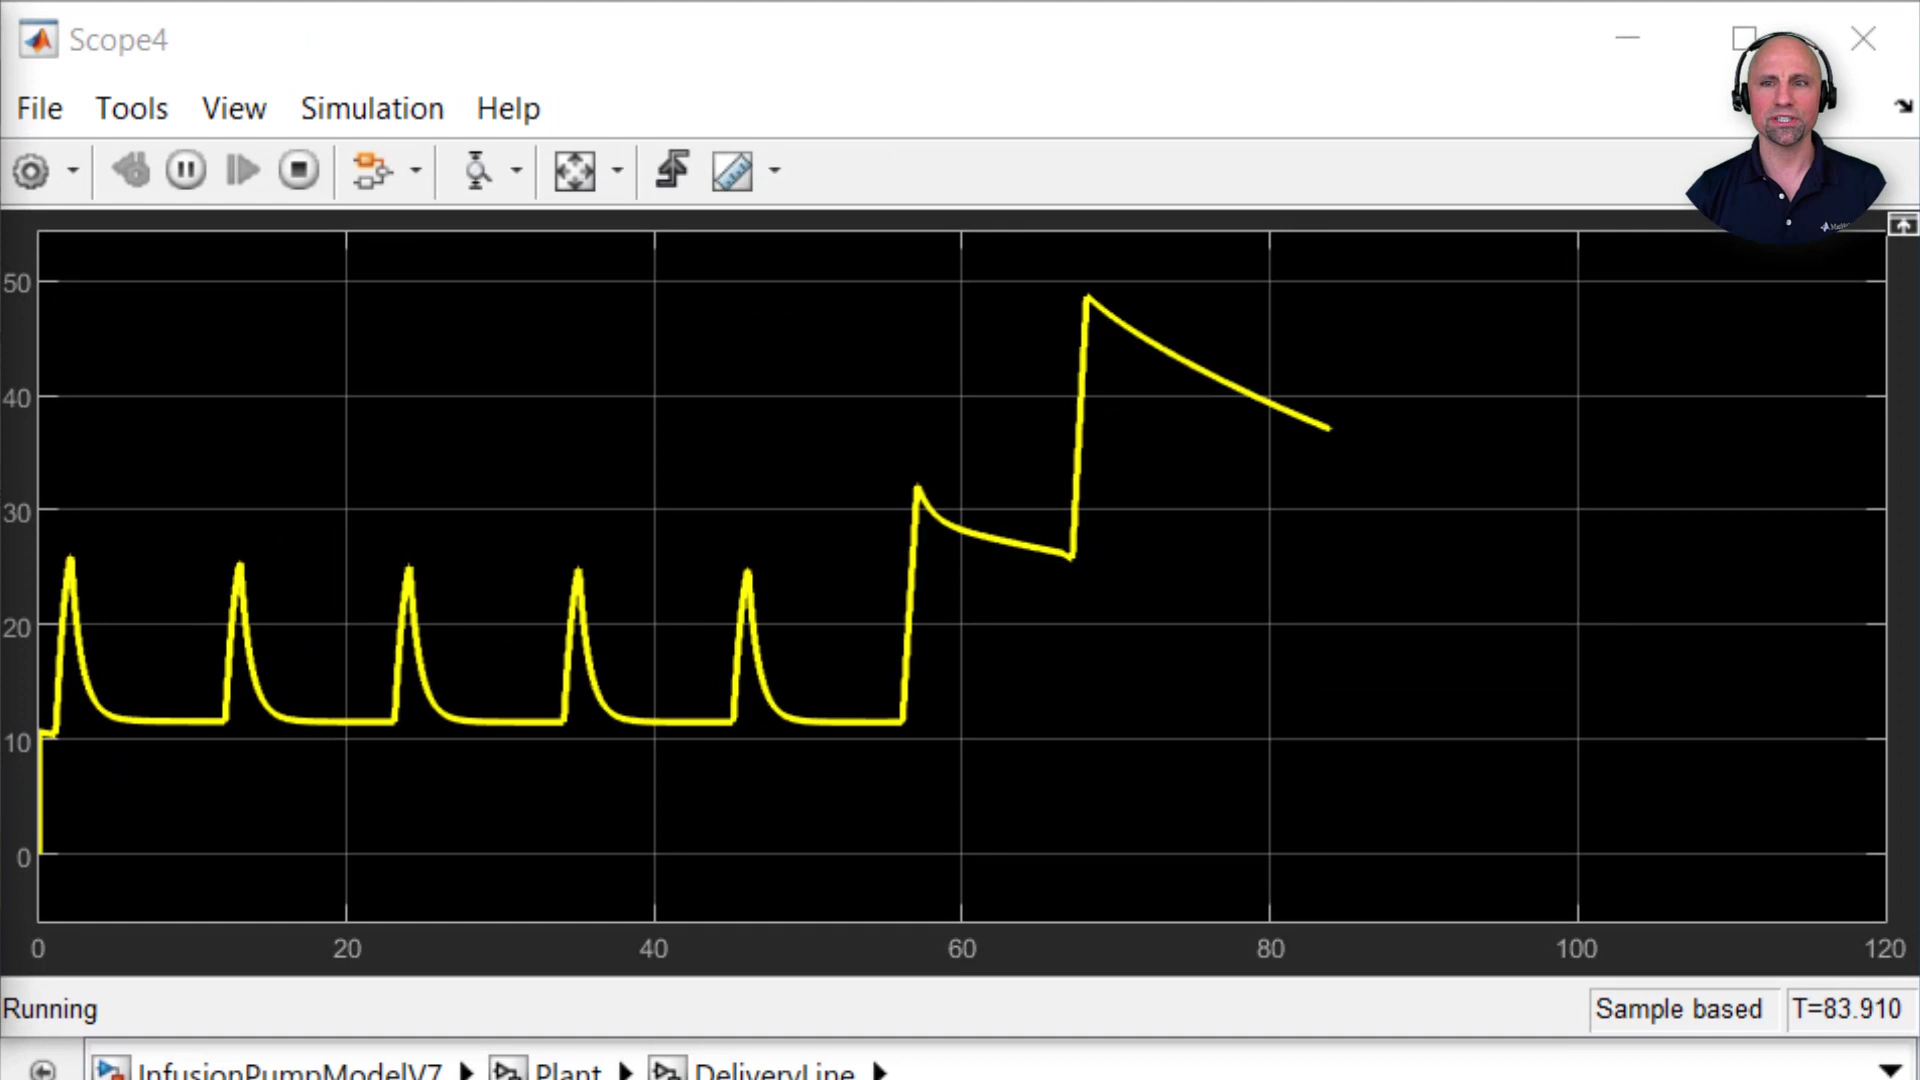 Scope4
File Tools View Simulation Help
50
40
30
20
10
0
0 20 40 60 80 100 120
Running Sample based T=83.910
InfusionPumpModelV7 Plant DeliveryLine